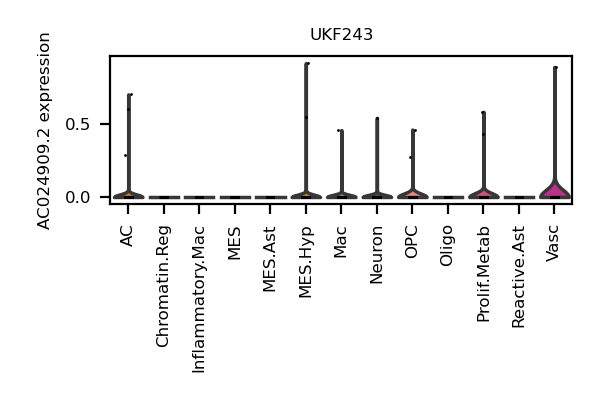 UKF243
AC024909.2 expression
0.5
0.0
AC
Chromatin.Reg
Inflammatory.Mac
MES
MES.Ast
MES.Hyp
Mac
Neuron
OPC
Oligo
Prolif.Metab
Reactive.Ast
Vasc